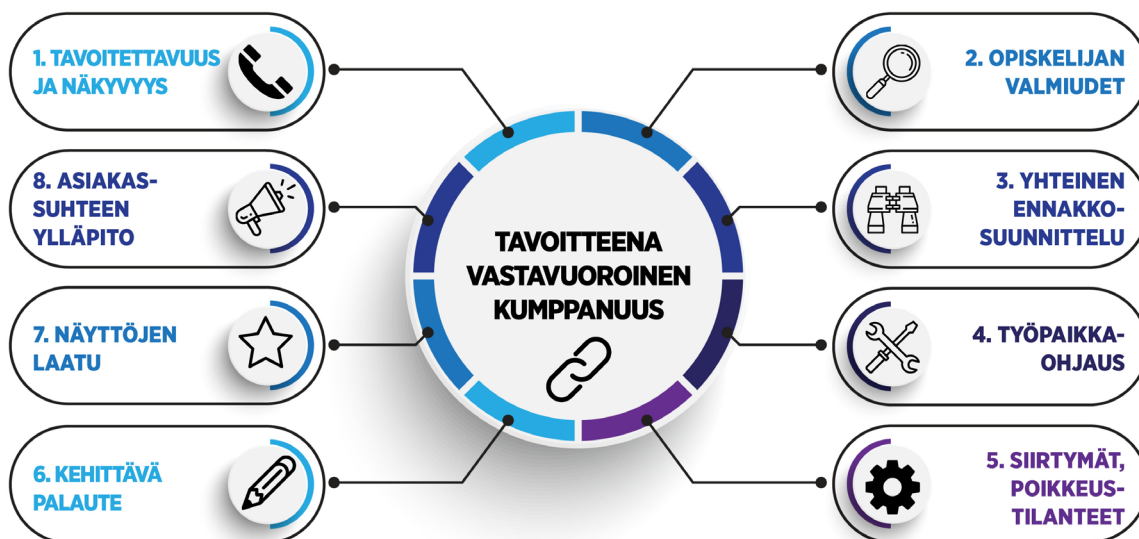 1. TAVOITETTAVUUS
JA NÄKYVYYS
2. OPISKELIJAN
VALMIUDET
8. ASIAKAS-
SUHTEEN
YLLÄPITO
3. YHTEINEN
ENNAKKO-
SUUNNITTELU
TAVOITTEENA
VASTAVUOROINEN
KUMPPANUUS
7. NÄYTTÖJEN
LAATU
4. TYÖPAIKKA-
OHJAUS
6. KEHITTÄVÄ
PALAUTE
5. SIIRTYMÄT,
POIKKEUS-
TILANTEET